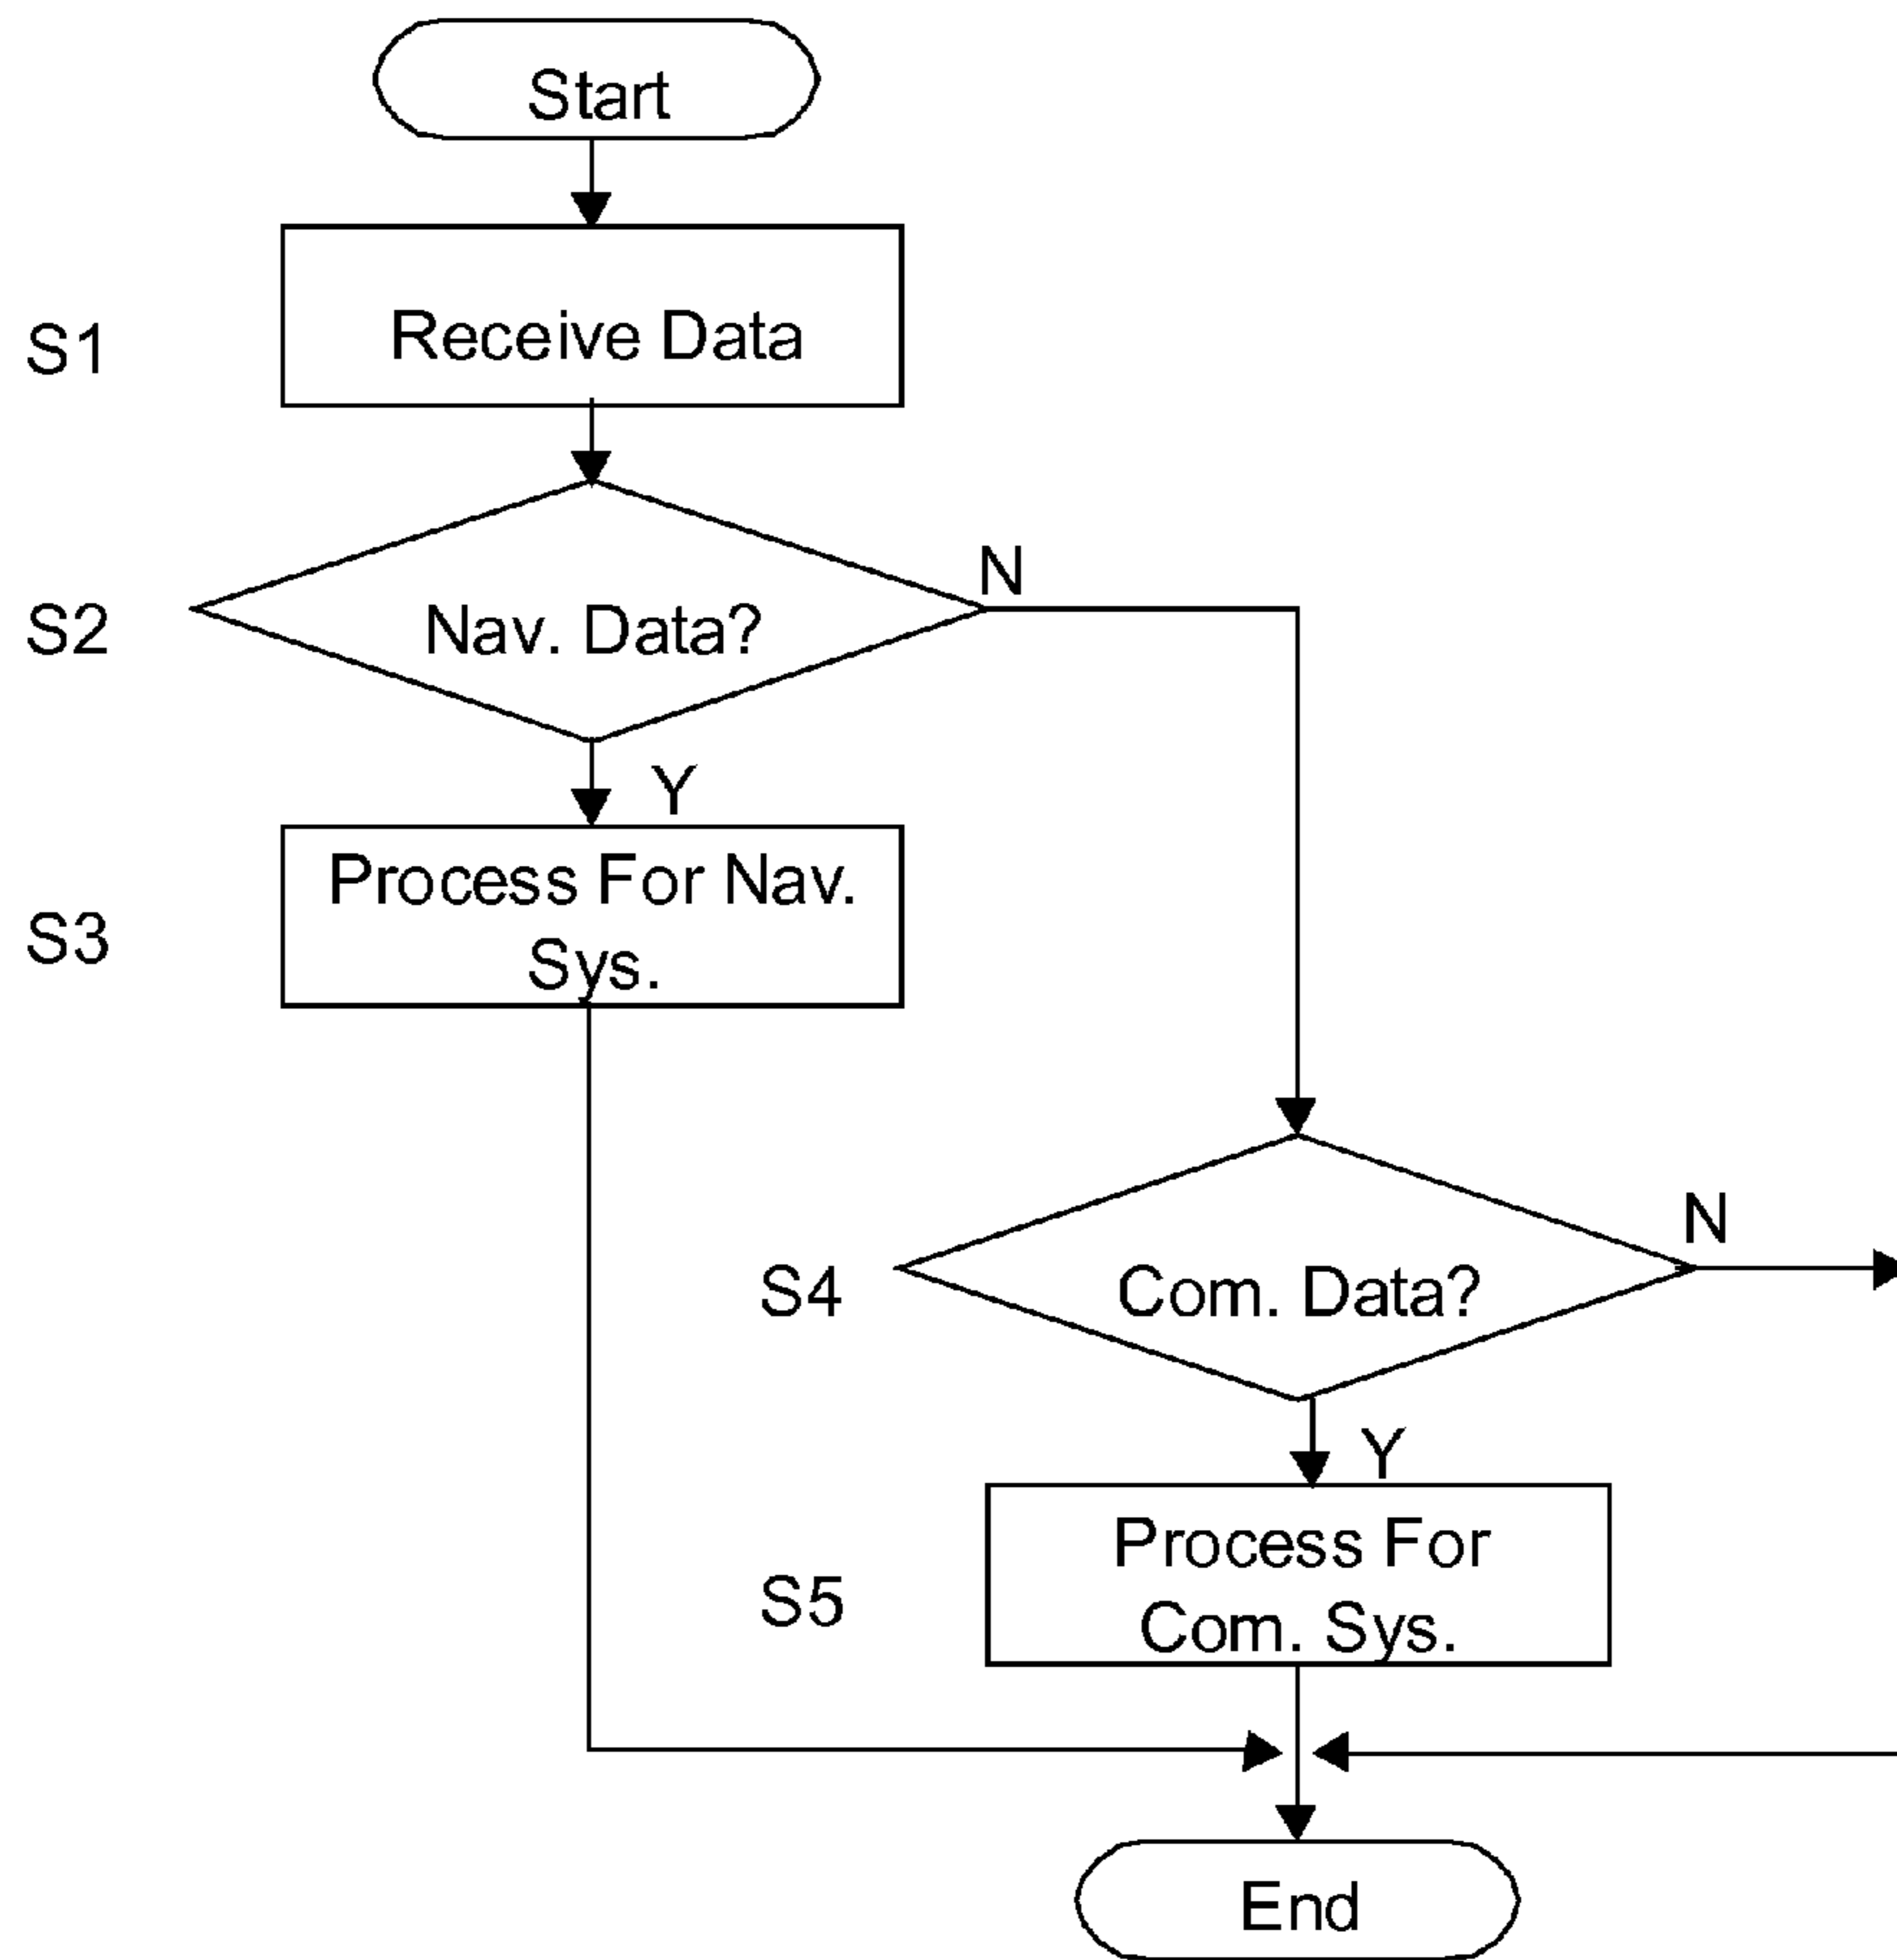 Start
S1
Receive Data
S2
Nav. Data?
N
Y
S3
Process For Nav.
Sys.
S4
Com. Data?
N
Y
S5
Process For
Com. Sys.
End